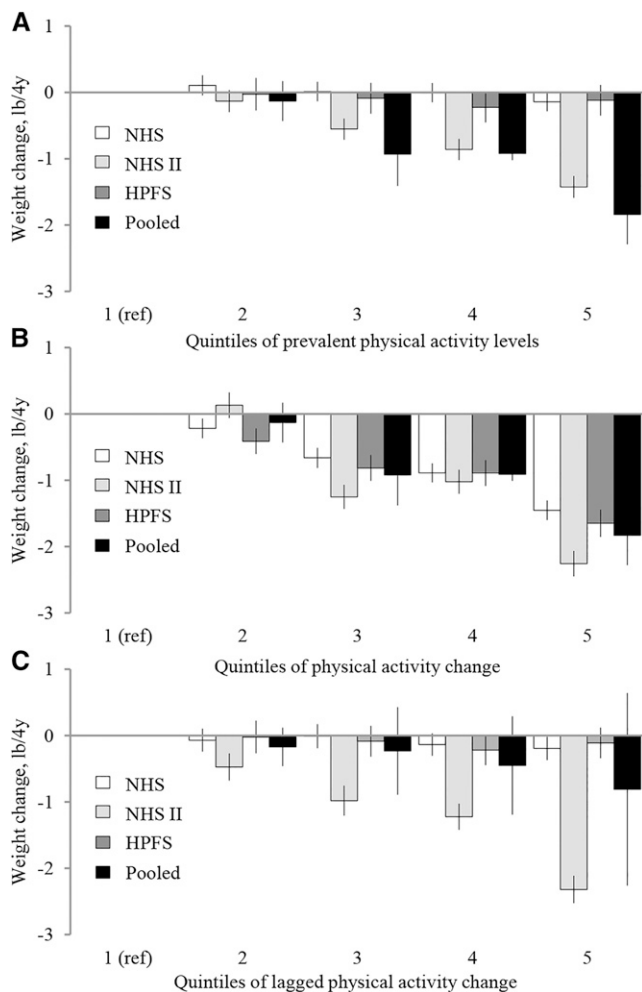 A
Weight change, lb/4y
1
0
-1
-2
-3
NHS
NHS II
HPFS
Pooled
1 (ref) 2 3 4 5
Quintiles of prevalent physical activity levels
B
Weight change, lb/4y
1
0
-1
-2
-3
NHS
NHS II
HPFS
Pooled
1 (ref) 2 3 4 5
Quintiles of physical activity change
C
Weight change, lb/4y
1
0
-1
-2
-3
NHS
NHS II
HPFS
Pooled
1 (ref) 2 3 4 5
Quintiles of lagged physical activity change